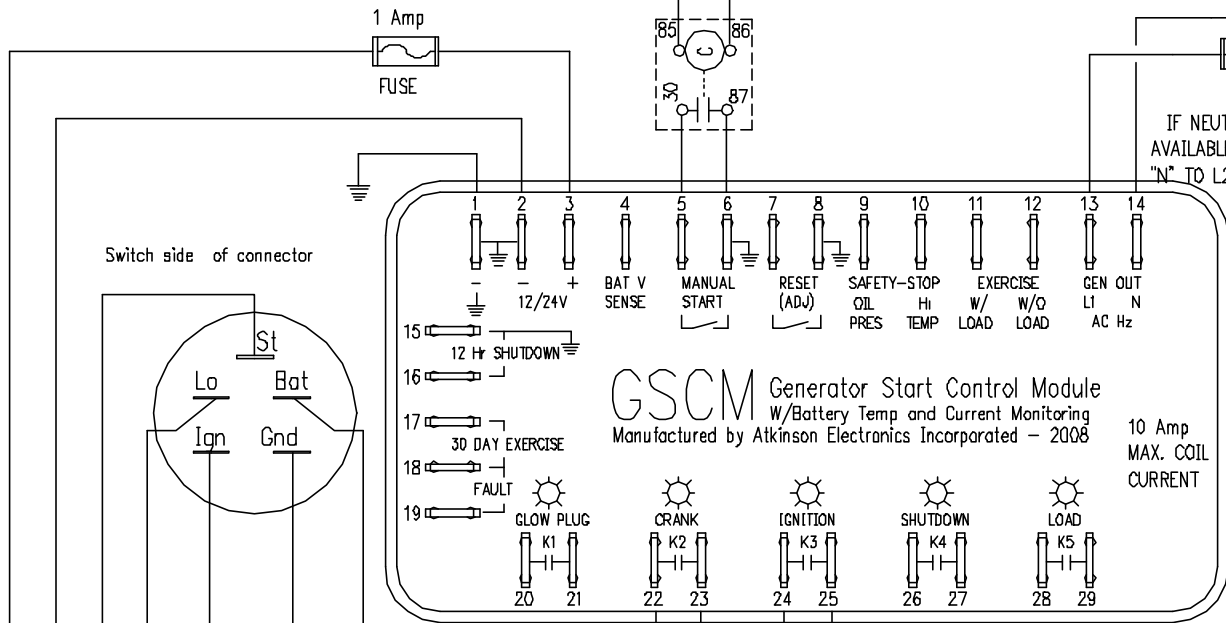 1 Amp
FUSE
85
86
C
30
87
IF NEUT
AVAILABLE
"N" TO L2
1 2 3 4 5 6 7 8 9 10 11 12 13 14
- - +
12/24V
BAT V
SENSE
MANUAL
START
RESET
(ADJ)
SAFETY-STOP
OIL HI
PRES TEMP
EXERCISE
W/ W/O
LOAD LOAD
GEN OUT
L1 N
AC Hz
Switch side of connector
St
Lo Bat
Ign Gnd
15
12 Hr SHUTDOWN
16
17
30 DAY EXERCISE
18
FAULT
19
GSCM Generator Start Control Module
W/Battery Temp and Current Monitoring
Manufactured by Atkinson Electronics Incorporated - 2008
10 Amp
MAX. COIL
CURRENT
GLOW PLUG CRANK IGNITION SHUTDOWN LOAD
K1 K2 K3 K4 K5
20 21 22 23 24 25 26 27 28 29